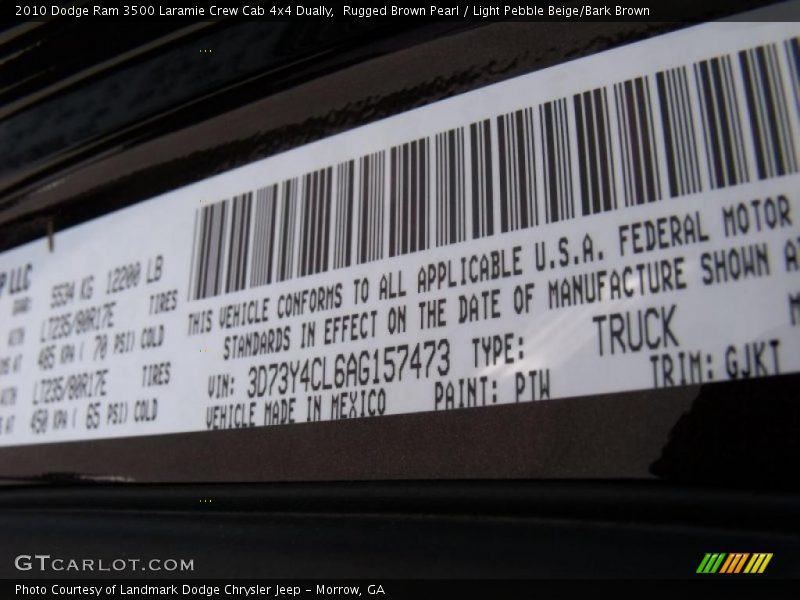 2010 Dodge Ram 3500 Laramie Crew Cab 4x4 Dually, Rugged Brown Pearl / Light Pebble Beige/Bark Brown
LLC
5534 KG 12200 LB
LT235/80R17E TIRES
485 KPA ( 70 PSI) COLD
LT235/80R17E TIRES
450 KPA ( 65 PSI) COLD
THIS VEHICLE CONFORMS TO ALL APPLICABLE U.S.A. FEDERAL MOTOR
STANDARDS IN EFFECT ON THE DATE OF MANUFACTURE SHOWN
VIN: 3D73Y4CL6AG157473 TYPE: TRUCK
VEHICLE MADE IN MEXICO PAINT: PTW TRIM: GJKT
GTCARLOT.COM
Photo Courtesy of Landmark Dodge Chrysler Jeep - Morrow, GA